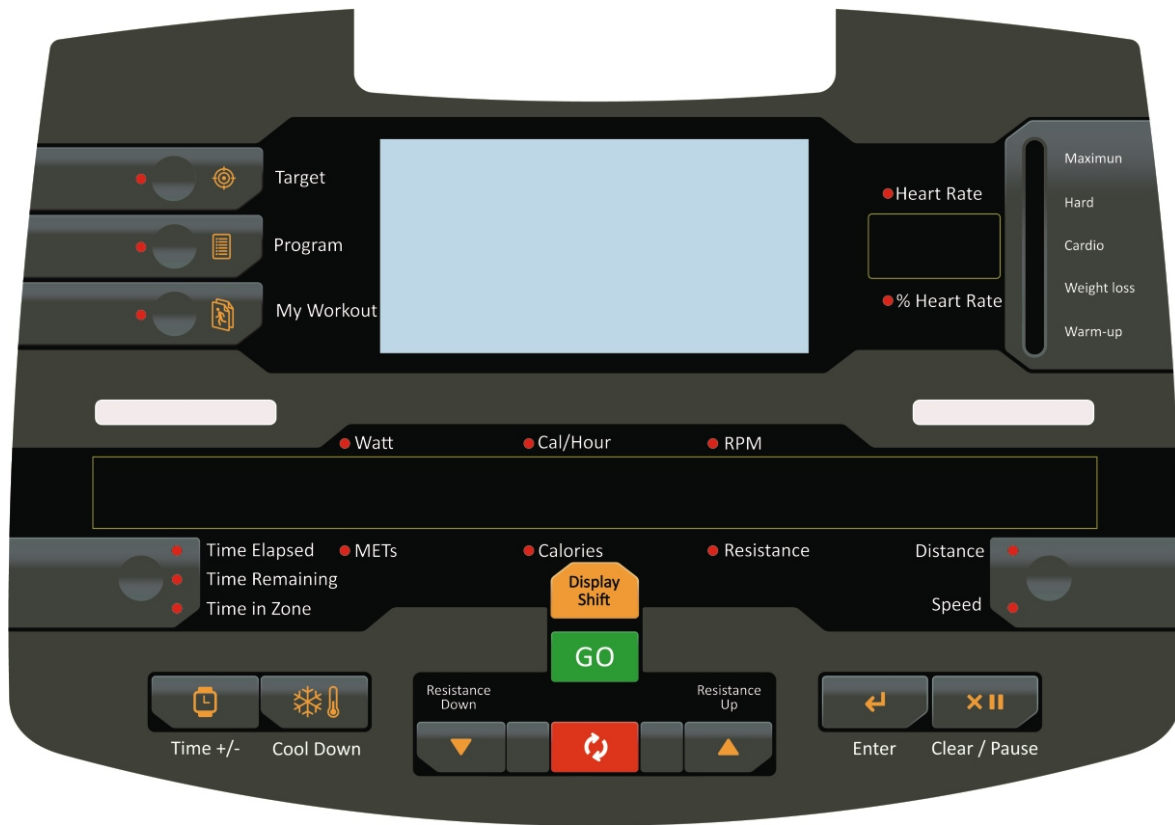 Target
Heart Rate
Maximun
Hard
Program
Cardio
Weight loss
My Workout
% Heart Rate
Warm-up
Watt
Cal/Hour
RPM
Time Elapsed
METs
Calories
Resistance
Distance
Time Remaining
Time in Zone
Display
Shift
Speed
GO
Resistance
Down
Resistance
Up
Time +/-
Cool Down
Enter
Clear / Pause